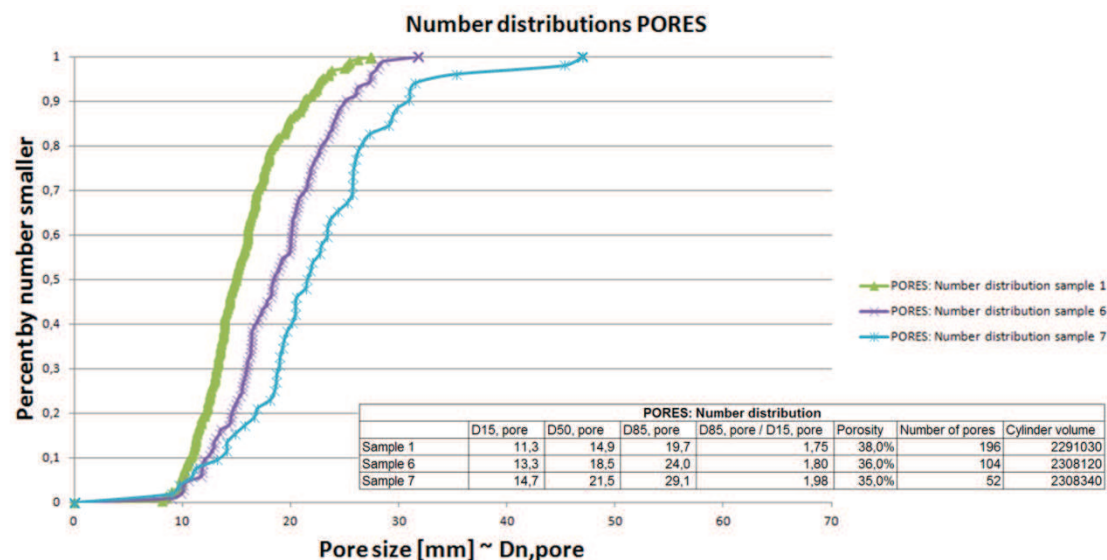 Number distributions PORES
Percent by number smaller
1
0,9
0,8
0,7
0,6
0,5
0,4
0,3
0,2
0,1
0
0 10 20 30 40 50 60 70
Pore size [mm] ~ Dn,pore
PORES: Number distribution sample 1
PORES: Number distribution sample 6
PORES: Number distribution sample 7
PORES: Number distribution
D15, pore D50, pore D85, pore D85, pore / D15, pore Porosity Number of pores Cylinder volume
Sample 1 11,3 14,9 19,7 1,75 38,0% 196 2291030
Sample 6 13,3 18,5 24,0 1,80 36,0% 104 2308120
Sample 7 14,7 21,5 29,1 1,98 35,0% 52 2308340